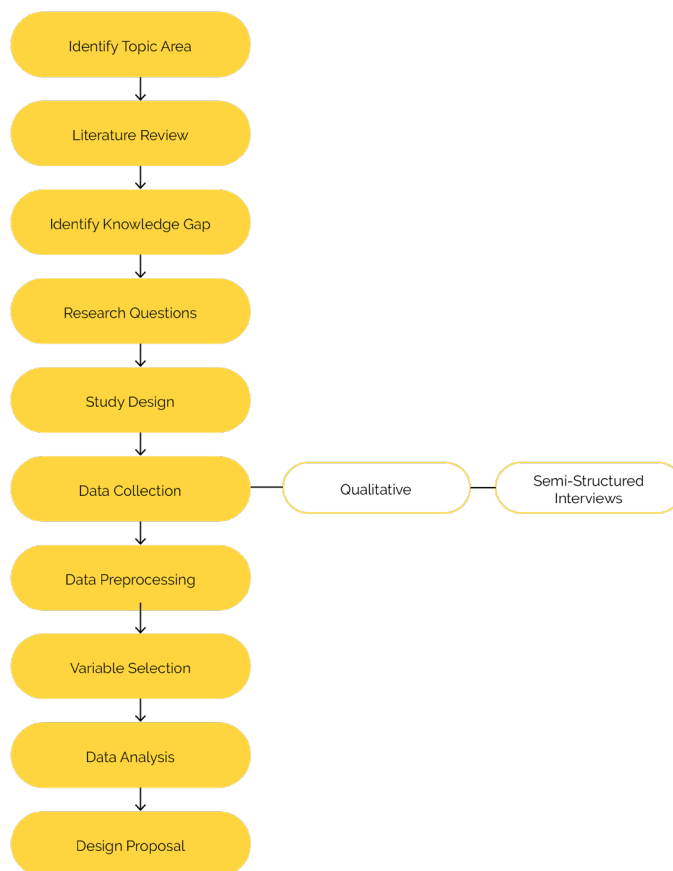 Identify Topic Area
Literature Review
Identify Knowledge Gap
Research Questions
Study Design
Data Collection
Qualitative
Semi-Structured
Interviews
Data Preprocessing
Variable Selection
Data Analysis
Design Proposal